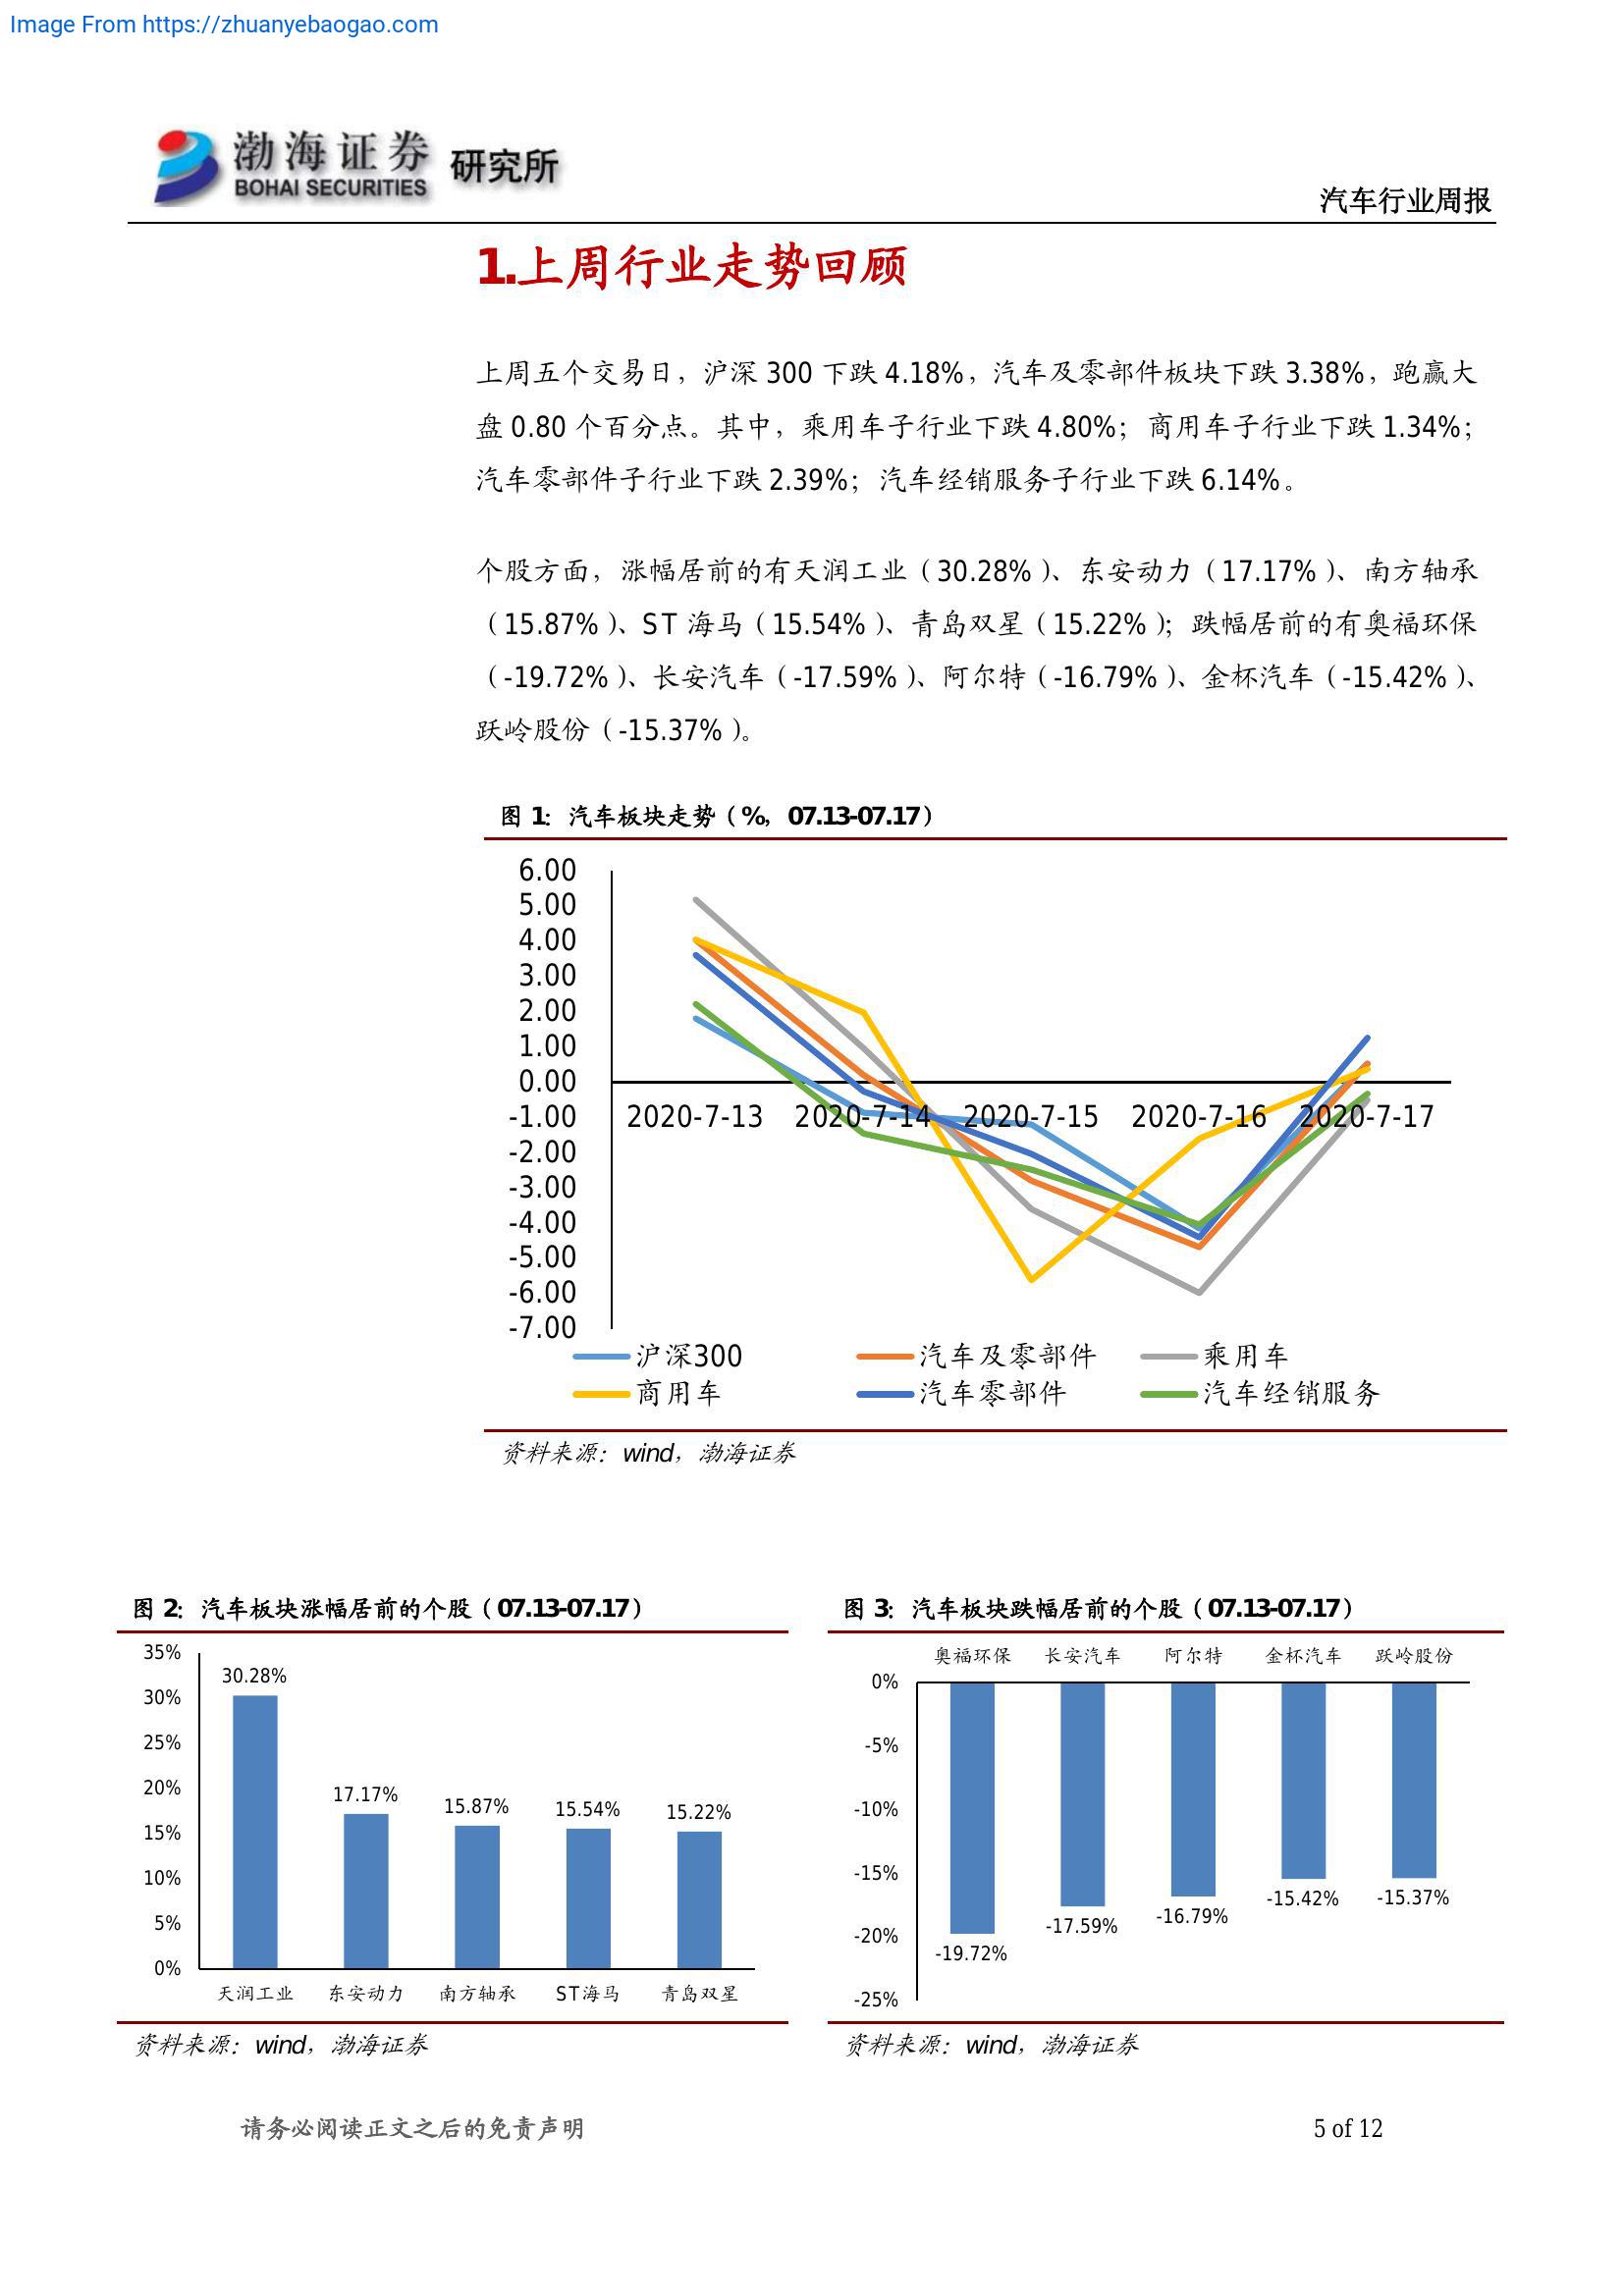 Image From https://zhuanyebaogao.com
渤海证券 研究所
BOHAI SECURITIES
汽车行业周报
1.上周行业走势回顾
上周五个交易日，沪深 300 下跌 4.18%，汽车及零部件板块下跌 3.38%，跑赢大
盘 0.80 个百分点。其中，乘用车子行业下跌 4.80%；商用车子行业下跌 1.34%；
汽车零部件子行业下跌 2.39%；汽车经销服务子行业下跌 6.14%。
个股方面，涨幅居前的有天润工业（30.28%）、东安动力（17.17%）、南方轴承
（15.87%）、ST 海马（15.54%）、青岛双星（15.22%）；跌幅居前的有奥福环保
（-19.72%）、长安汽车（-17.59%）、阿尔特（-16.79%）、金杯汽车（-15.42%）、
跃岭股份（-15.37%）。
图 1：汽车板块走势（%，07.13-07.17）
6.00
5.00
4.00
3.00
2.00
1.00
0.00
-1.00
-2.00
-3.00
-4.00
-5.00
-6.00
-7.00
2020-7-13 2020-7-14 2020-7-15 2020-7-16 2020-7-17
沪深300 汽车及零部件 乘用车
商用车 汽车零部件 汽车经销服务
资料来源：wind，渤海证券
图 2：汽车板块涨幅居前的个股（07.13-07.17）
35%
30%
25%
20%
15%
10%
5%
0%
30.28%
17.17%
15.87%
15.54%
15.22%
天润工业 东安动力 南方轴承 ST海马 青岛双星
资料来源：wind，渤海证券
图 3：汽车板块跌幅居前的个股（07.13-07.17）
奥福环保 长安汽车 阿尔特 金杯汽车 跃岭股份
0%
-5%
-10%
-15%
-20%
-25%
-19.72%
-17.59%
-16.79%
-15.42%
-15.37%
资料来源：wind，渤海证券
请务必阅读正文之后的免责声明
5 of 12